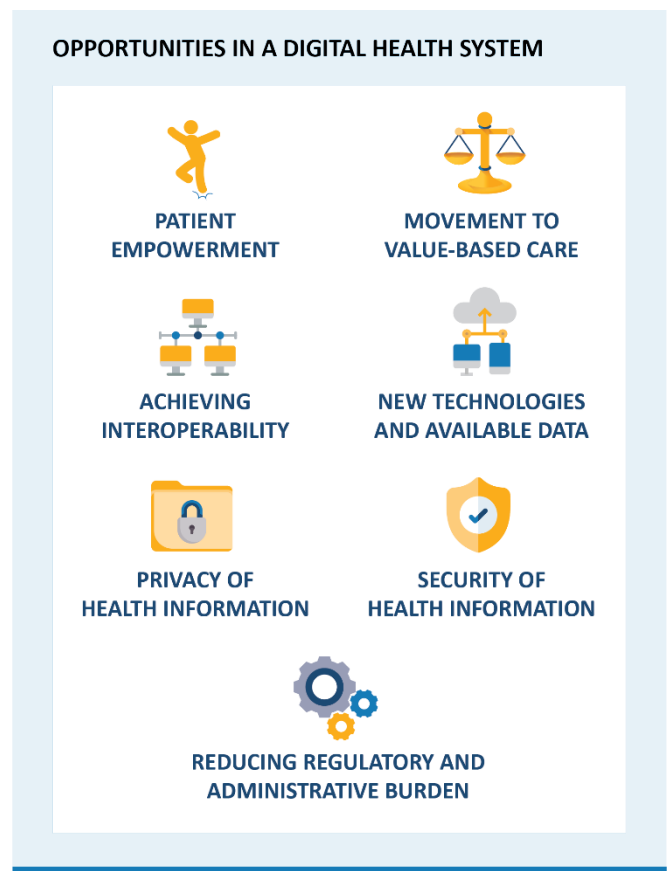 OPPORTUNITIES IN A DIGITAL HEALTH SYSTEM
PATIENT
EMPOWERMENT
MOVEMENT TO
VALUE-BASED CARE
ACHIEVING
INTEROPERABILITY
NEW TECHNOLOGIES
AND AVAILABLE DATA
PRIVACY OF
HEALTH INFORMATION
SECURITY OF
HEALTH INFORMATION
REDUCING REGULATORY AND
ADMINISTRATIVE BURDEN